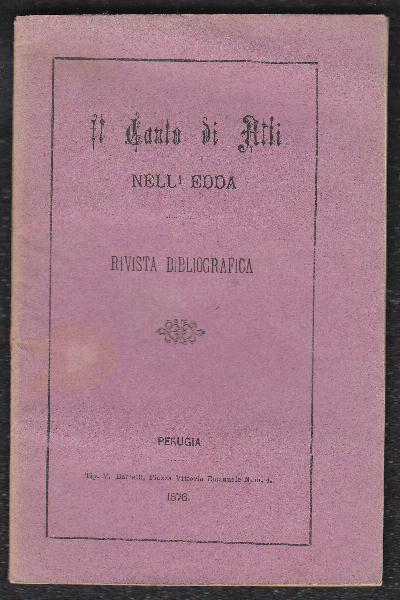 Il Canto di Atli
NELL' EDDA
RIVISTA BIBLIOGRAFICA
PERUGIA
Tip. V. Bartelli, Piazza Vittorio Emanuele Num. 4.
1876.